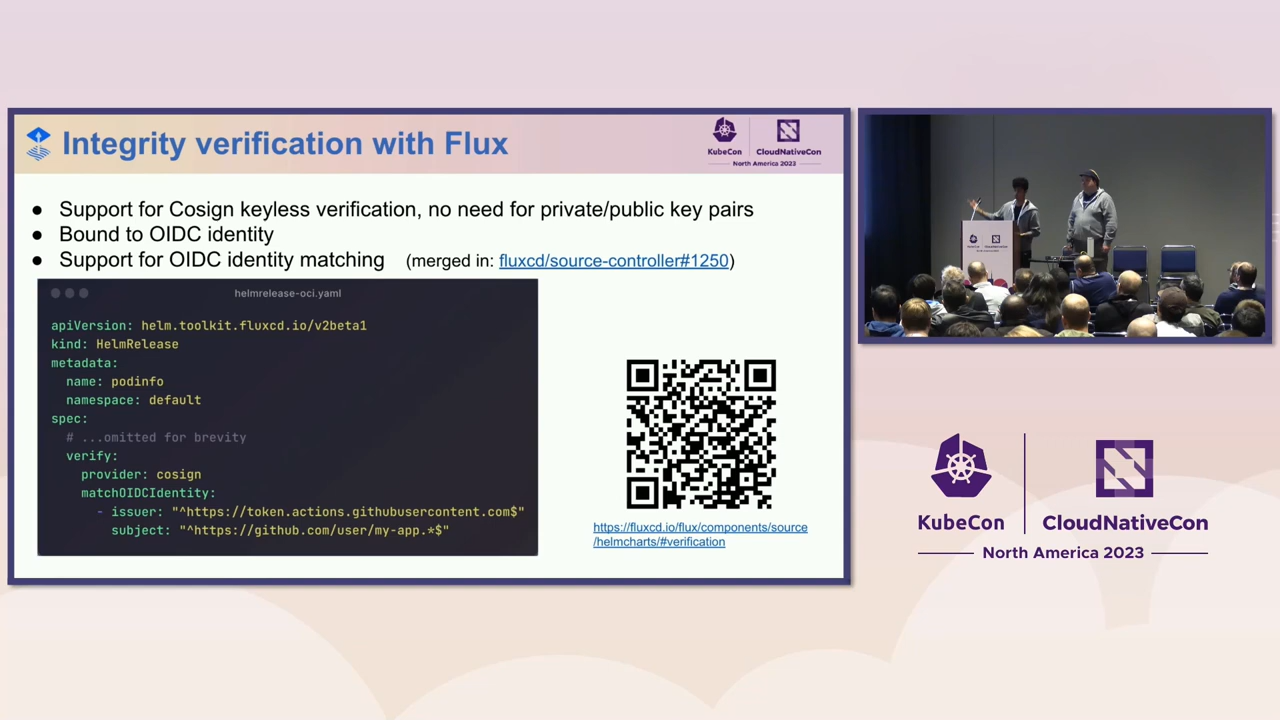 Integrity verification with Flux
KubeCon
CloudNativeCon
North America 2023
● Support for Cosign keyless verification, no need for private/public key pairs
● Bound to OIDC identity
● Support for OIDC identity matching (merged in: fluxcd/source-controller#1250)
helmrelease-oci.yaml
apiVersion: helm.toolkit.fluxcd.io/v2beta1
kind: HelmRelease
metadata:
  name: podinfo
  namespace: default
spec:
  # ...omitted for brevity
  verify:
    provider: cosign
    matchOIDCIdentity:
      - issuer: "^https://token.actions.githubusercontent.com$"
        subject: "^https://github.com/user/my-app.*$"
https://fluxcd.io/flux/components/source
/helmcharts/#verification
KubeCon
CloudNativeCon
North America 2023